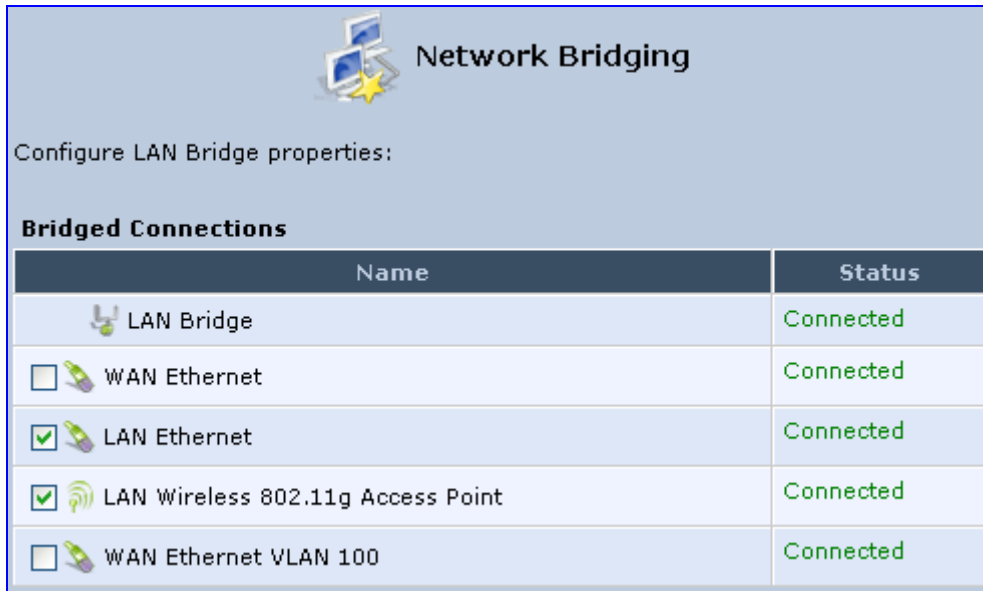 Network Bridging
Configure LAN Bridge properties:
Bridged Connections
Name Status
LAN Bridge Connected
WAN Ethernet Connected
LAN Ethernet Connected
LAN Wireless 802.11g Access Point Connected
WAN Ethernet VLAN 100 Connected